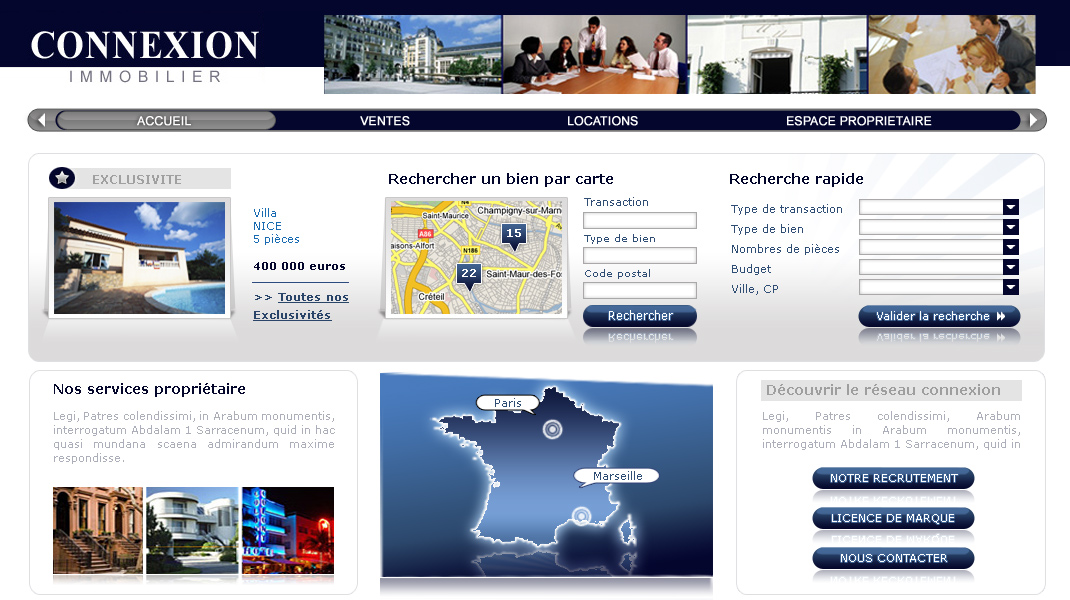 CONNEXION
IMMOBILIER
ACCUEIL
VENTES
LOCATIONS
ESPACE PROPRIETAIRE
EXCLUSIVITE
Villa
NICE
5 pièces
400 000 euros
>> Toutes nos
Exclusivités
Rechercher un bien par carte
Saint-Maurice
Champigny-sur-Marn
A86
15
aisons-Alfort
N186
22
Saint-Maur-des-Fo
Créteil
Transaction
Type de bien
Code postal
Rechercher
Recherche rapide
Type de transaction
Type de bien
Nombres de pièces
Budget
Ville, CP
Valider la recherche
Nos services propriétaire
Legi, Patres colendissimi, in Arabum monumentis,
interrogatum Abdalam 1 Sarracenum, quid in hac
quasi mundana scaena admirandum maxime
respondisse.
Paris
Marseille
Découvrir le réseau connexion
Legi, Patres colendissimi, Arabum
monumentis in Arabum monumentis,
interrogatum Abdalam 1 Sarracenum, quid in
NOTRE RECRUTEMENT
LICENCE DE MARQUE
NOUS CONTACTER